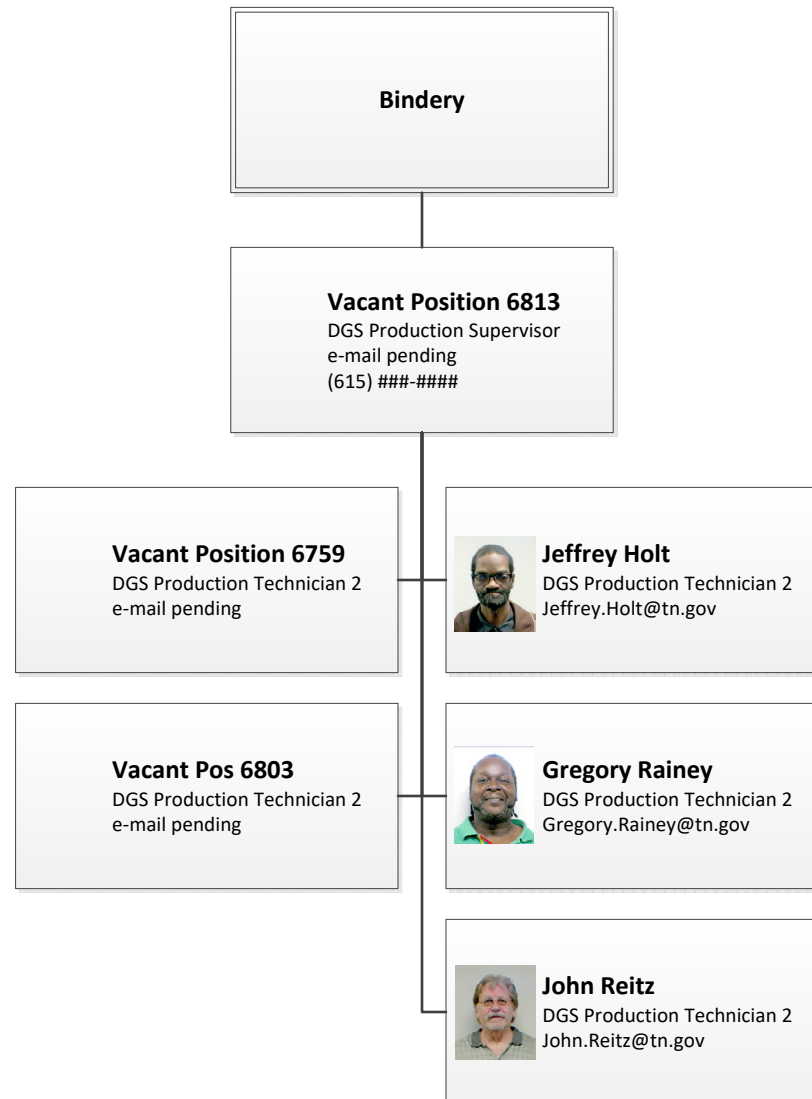 Bindery
Vacant Position 6813
DGS Production Supervisor
e-mail pending
(615) ###-####
Vacant Position 6759
DGS Production Technician 2
e-mail pending
Jeffrey Holt
DGS Production Technician 2
Jeffrey.Holt@tn.gov
Vacant Pos 6803
DGS Production Technician 2
e-mail pending
Gregory Rainey
DGS Production Technician 2
Gregory.Rainey@tn.gov
John Reitz
DGS Production Technician 2
John.Reitz@tn.gov